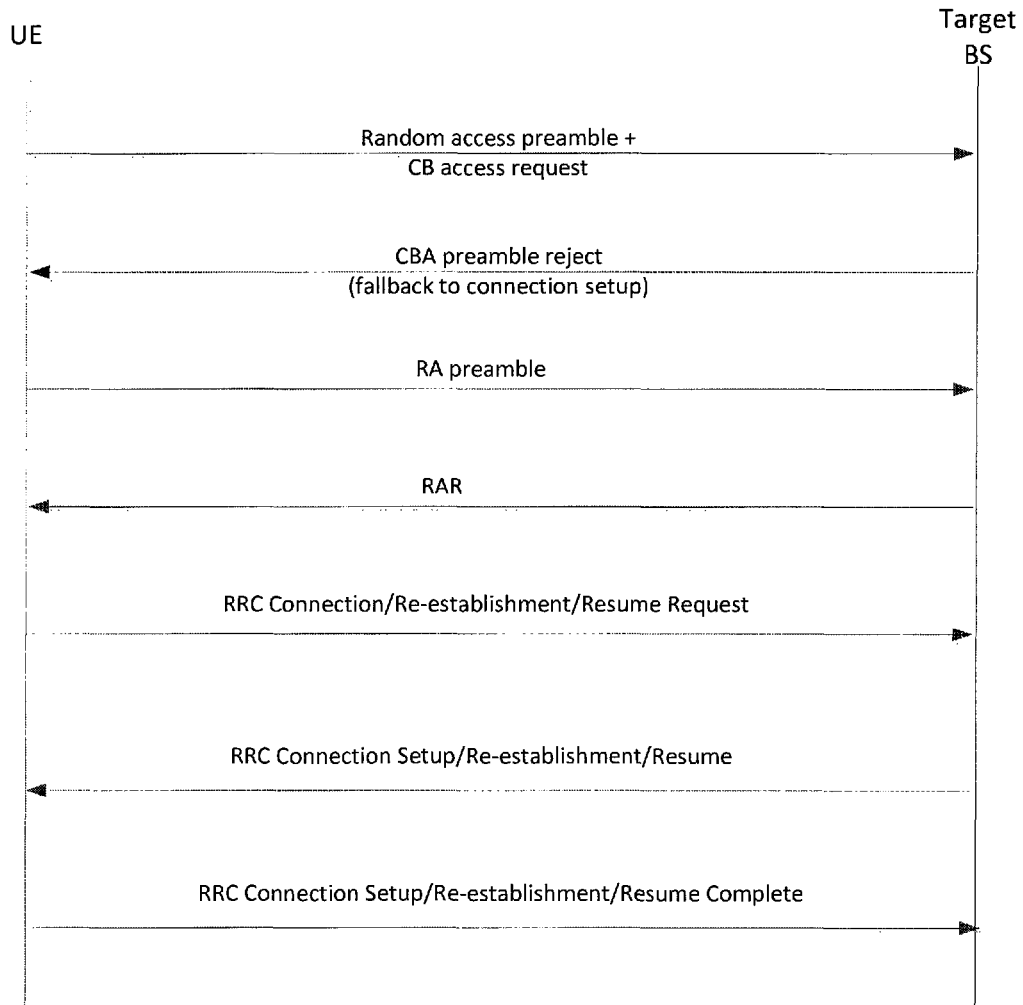 UE
Target
BS
Random access preamble +
CB access request
CBA preamble reject
(fallback to connection setup)
RA preamble
RAR
RRC Connection/Re-establishment/Resume Request
RRC Connection Setup/Re-establishment/Resume
RRC Connection Setup/Re-establishment/Resume Complete